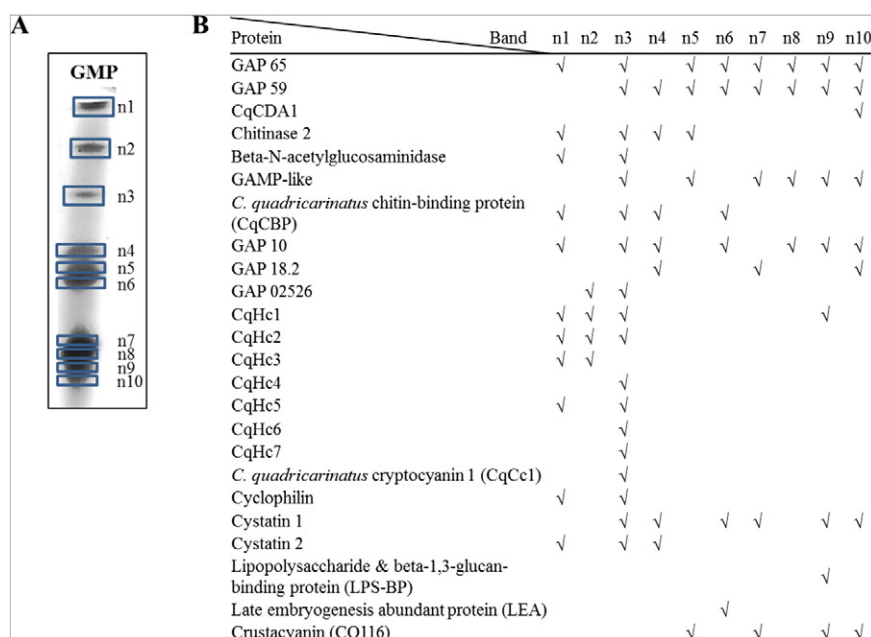 A
GMP
n1
n2
n3
n4
n5
n6
n7
n8
n9
n10
B
Protein Band n1 n2 n3 n4 n5 n6 n7 n8 n9 n10
GAP 65 √ √ √ √ √ √ √ √
GAP 59 √ √ √ √ √ √ √ √
CqCDA1 √
Chitinase 2 √ √ √ √
Beta-N-acetylglucosaminidase √ √
GAMP-like √ √ √ √ √ √
C. quadricarinatus chitin-binding protein
(CqCBP) √ √ √ √
GAP 10 √ √ √ √ √ √ √
GAP 18.2 √ √ √
GAP 02526 √ √
CqHc1 √ √ √ √
CqHc2 √ √ √
CqHc3 √ √
CqHc4 √
CqHc5 √ √
CqHc6 √
CqHc7 √
C. quadricarinatus cryptocyanin 1 (CqCc1) √
Cyclophilin √ √
Cystatin 1 √ √ √ √ √ √
Cystatin 2 √ √ √
Lipopolysaccharide & beta-1,3-glucan-
binding protein (LPS-BP) √
Late embryogenesis abundant protein (LEA) √
Crustacyanin (CQ116) √ √ √ √